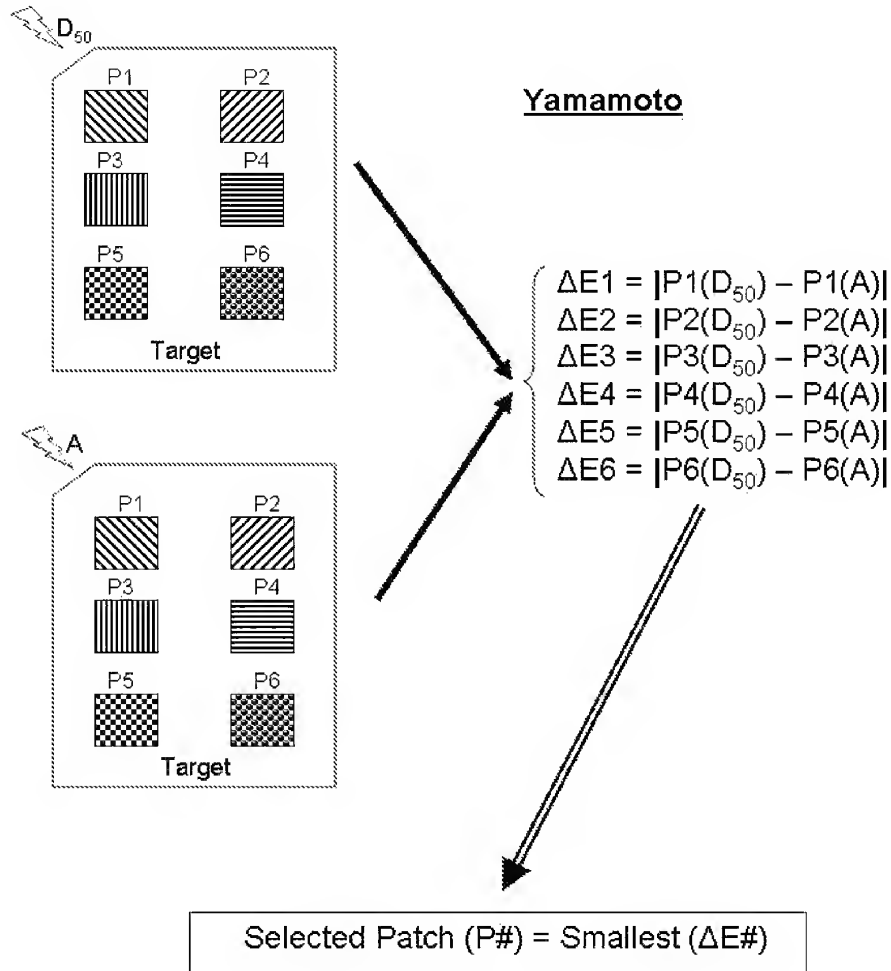 D₅₀
P1 P2
P3 P4
P5 P6
Target
Yamamoto
ΔE1 = |P1(D₅₀) – P1(A)|
ΔE2 = |P2(D₅₀) – P2(A)|
ΔE3 = |P3(D₅₀) – P3(A)|
ΔE4 = |P4(D₅₀) – P4(A)|
ΔE5 = |P5(D₅₀) – P5(A)|
ΔE6 = |P6(D₅₀) – P6(A)|
A
P1 P2
P3 P4
P5 P6
Target
Selected Patch (P#) = Smallest (ΔE#)